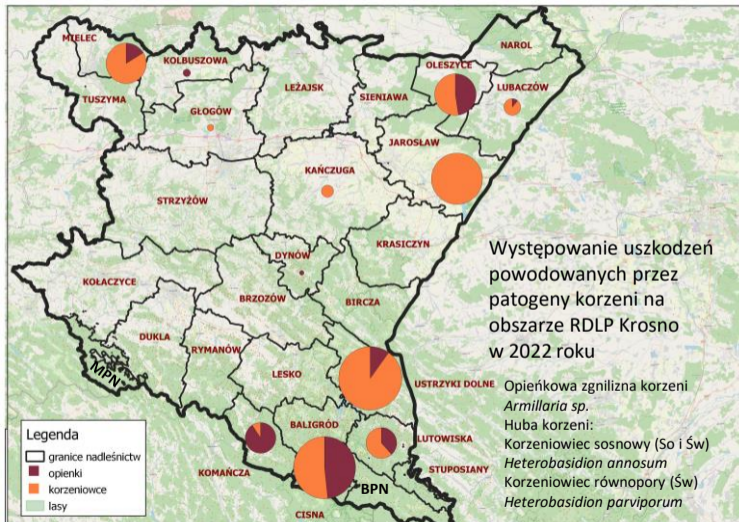 MIELEC
KOLBUSZOWA
TUSZYMA
GŁOGÓW
LEŻAJSK
SIENIAWA
OLESZYCE
NAROL
LUBACZÓW
JAROSŁAW
KAŃCZUGA
STRZYŻÓW
KRASICZYN
DYNÓW
KOŁACZYCE
BRZOZÓW
BIRCZA
DUKLA
RYMANÓW
LESKO
USTRZYKI DOLNE
MPN
BALIGRÓD
LUTOWISKA
KOMAŃCZA
STUPOSIANY
BPN
CISNA
Występowanie uszkodzeń
powodowanych przez
patogeny korzeni na
obszarze RDLP Krosno
w 2022 roku
Opieńkowa zgnilizna korzeni
Armillaria sp.
Huba korzeni:
Korzeniowiec sosnowy (So i Św)
Heterobasidion annosum
Korzeniowiec równopory (Św)
Heterobasidion parviporum
Legenda
granice nadleśnictw
opienki
korzeniowce
lasy